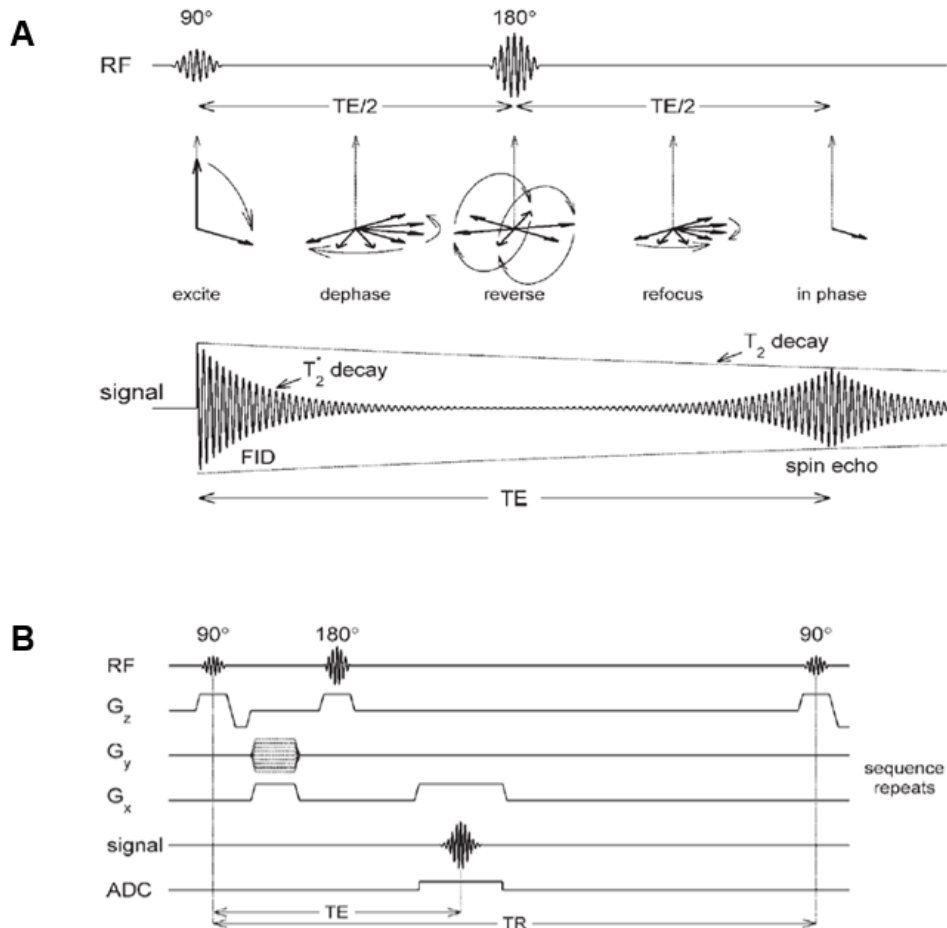 A
90° 180°
RF
TE/2 TE/2
excite dephase reverse refocus in phase
T₂ decay
T₂* decay
signal
FID
spin echo
TE
B
90° 180° 90°
RF
Gz
Gy
sequence
repeats
Gx
signal
ADC
TE
TR